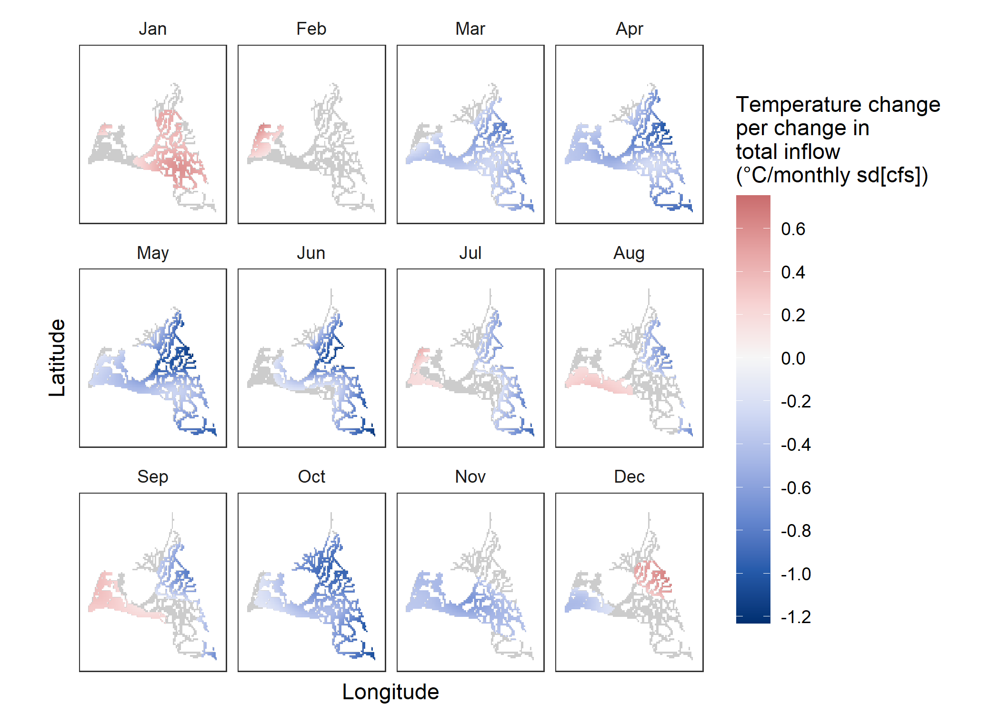 Jan Feb Mar Apr
Temperature change
per change in
total inflow
(°C/monthly sd[cfs])
0.6
0.4
May Jun Jul Aug
0.2
0.0
-0.2
-0.4
-0.6
-0.8
-1.0
-1.2
Latitude
Sep Oct Nov Dec
Longitude